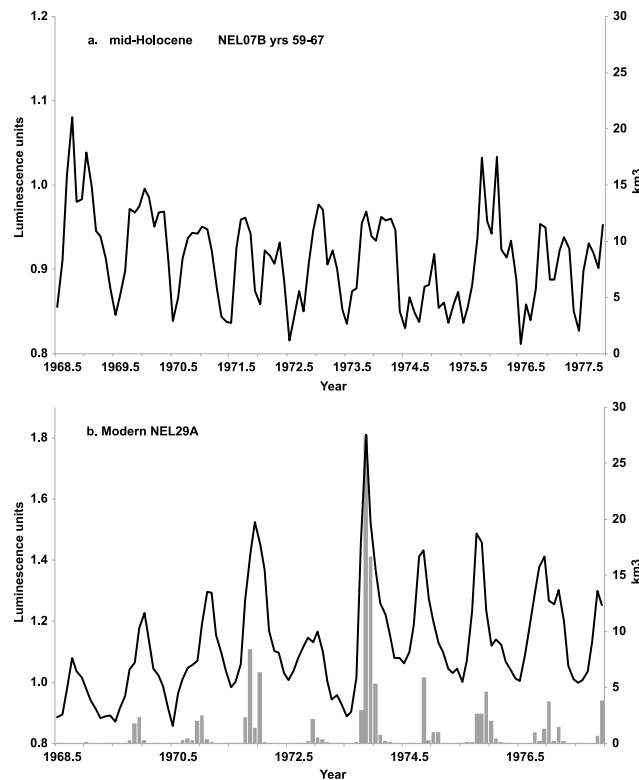 a. mid-Holocene NEL07B yrs 59-67
Luminescence units
1.2
1.1
1.0
0.9
0.8
30
25
20
15
10
5
0
km3
1968.5 1969.5 1970.5 1971.5 1972.5 1973.5 1974.5 1975.5 1976.5 1977.5
Year
b. Modern NEL29A
Luminescence units
1.8
1.6
1.4
1.2
1.0
0.8
30
25
20
15
10
5
0
km3
1968.5 1970.5 1972.5 1974.5 1976.5
Year